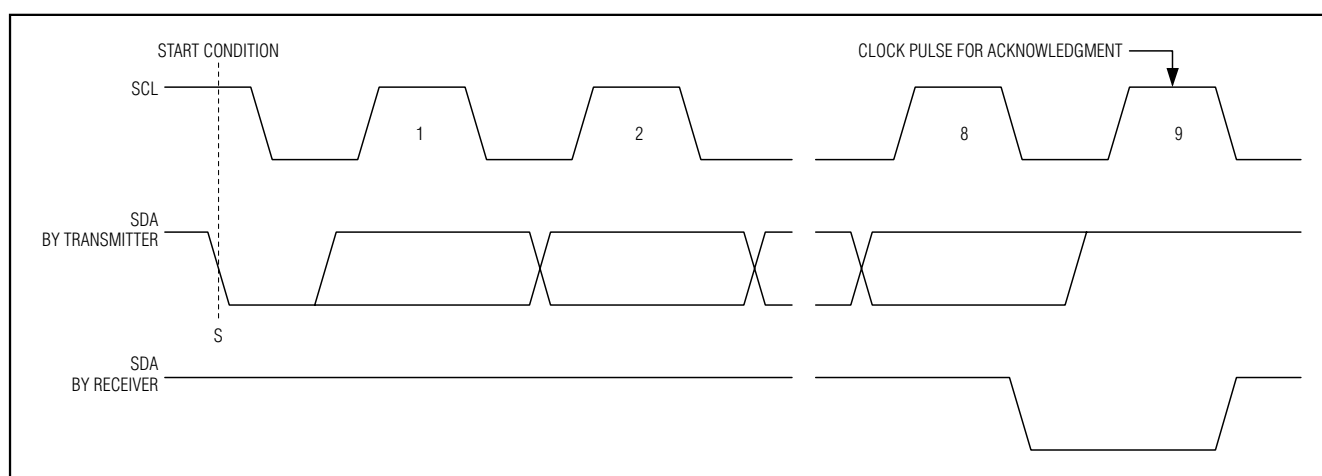 START CONDITION
CLOCK PULSE FOR ACKNOWLEDGMENT
SCL
1
2
8
9
SDA
BY TRANSMITTER
S
SDA
BY RECEIVER